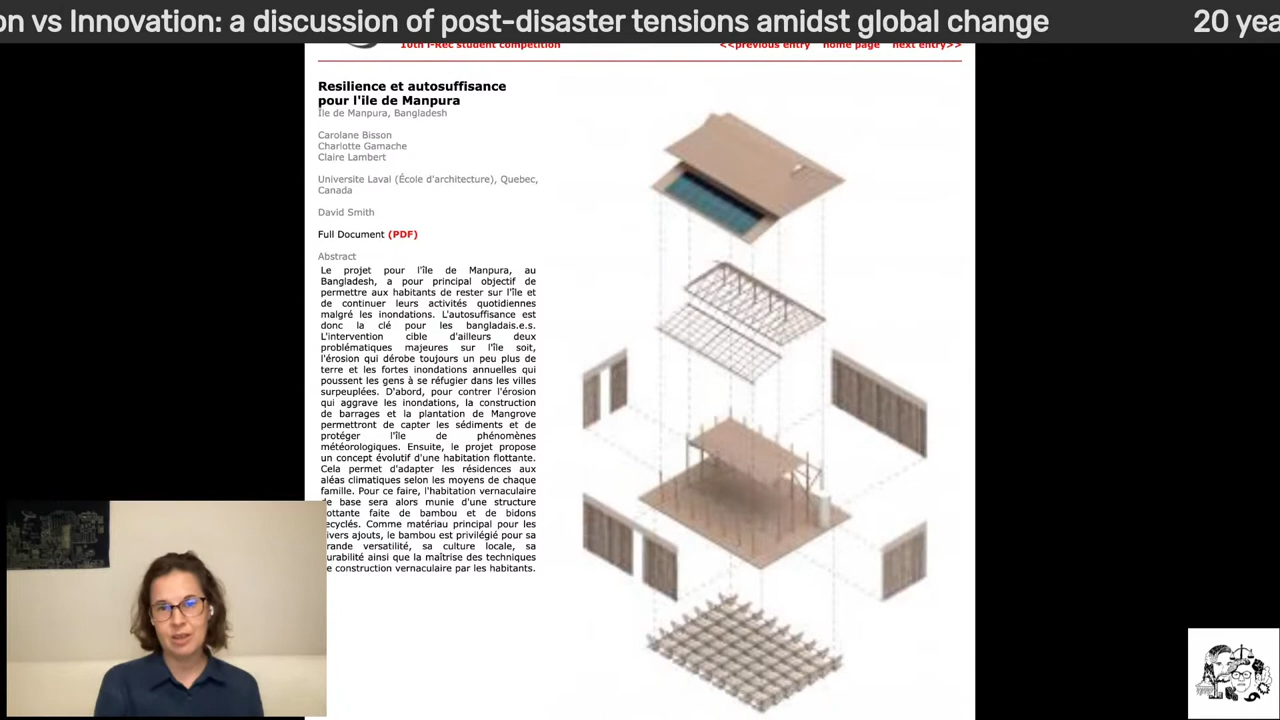 on vs Innovation: a discussion of post-disaster tensions amidst global change
20 yea
10th i-Rec student competition
<<previous entry home page next entry>>
Resilience et autosuffisance
pour l'ile de Manpura
Île de Manpura, Bangladesh
Carolane Bisson
Charlotte Gamache
Claire Lambert
Universite Laval (École d'architecture), Quebec,
Canada
David Smith
Full Document (PDF)
Abstract
Le projet pour l'île de Manpura, au
Bangladesh, a pour principal objectif de
permettre aux habitants de rester sur l'île et
de continuer leurs activités quotidiennes
malgré les inondations. L'autosuffisance est
donc la clé pour les bangladais.e.s.
L'intervention cible d'ailleurs deux
problématiques majeures sur l'île soit,
l'érosion qui dérobe toujours un peu plus de
terre et les fortes inondations annuelles qui
poussent les gens à se réfugier dans les villes
surpeuplées. D'abord, pour contrer l'érosion
qui aggrave les inondations, la construction
de barrages et la plantation de Mangrove
permettront de capter les sédiments et de
protéger l'île de phénomènes
météorologiques. Ensuite, le projet propose
un concept évolutif d'une habitation flottante.
Cela permet d'adapter les résidences aux
aléas climatiques selon les moyens de chaque
famille. Pour ce faire, l'habitation vernaculaire
de base sera alors munie d'une structure
ottante faite de bambou et de bidons
ecyclés. Comme matériau principal pour les
ivers ajouts, le bambou est privilégié pour sa
rande versatilité, sa culture locale, sa
urabilité ainsi que la maîtrise des techniques
e construction vernaculaire par les habitants.